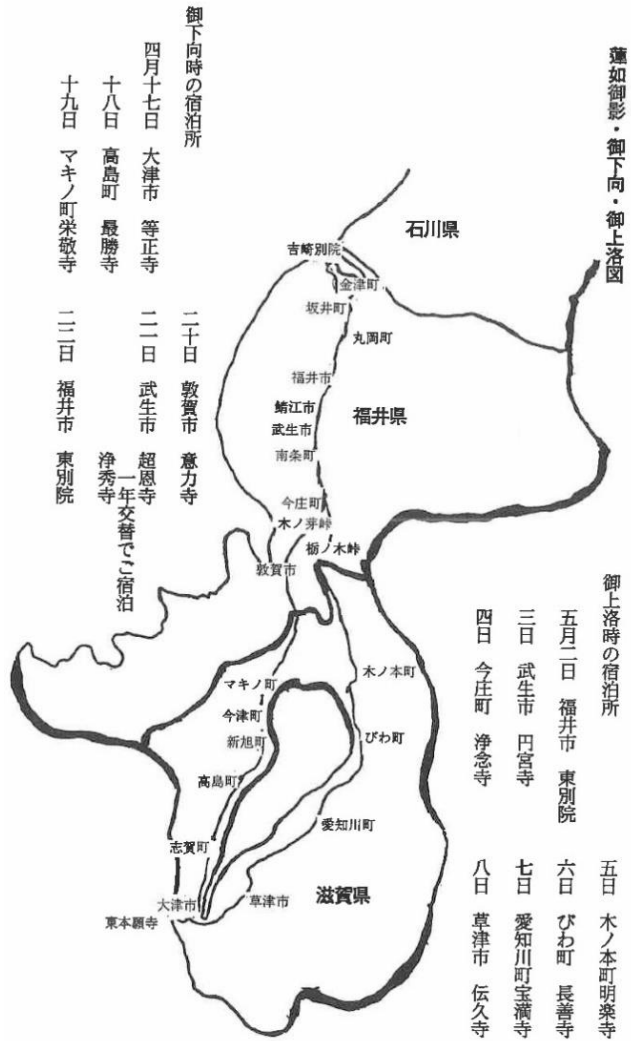 蓮如御影・御下向・御上洛図
御下向時の宿泊所
四月十七日　大津市　等正寺
十八日　高島町　最勝寺
十九日　マキノ町栄敬寺
二十日　敦賀市　意力寺
二一日　武生市　超恩寺
浄秀寺
一年交替でご宿泊
二二日　福井市　東別院
石川県
吉崎別院
金津町
坂井町
丸岡町
福井市
鯖江市
福井県
武生市
南条町
今庄町
木ノ芽峠
栃ノ木峠
敦賀市
マキノ町
木ノ本町
今津町
新旭町
びわ町
高島町
愛知川町
志賀町
滋賀県
大津市
草津市
東本願寺
御上洛時の宿泊所
五月二日　福井市　東別院
三日　武生市　円宮寺
四日　今庄町　浄念寺
五日　木ノ本町明楽寺
六日　びわ町　長善寺
七日　愛知川町宝満寺
八日　草津市　伝久寺